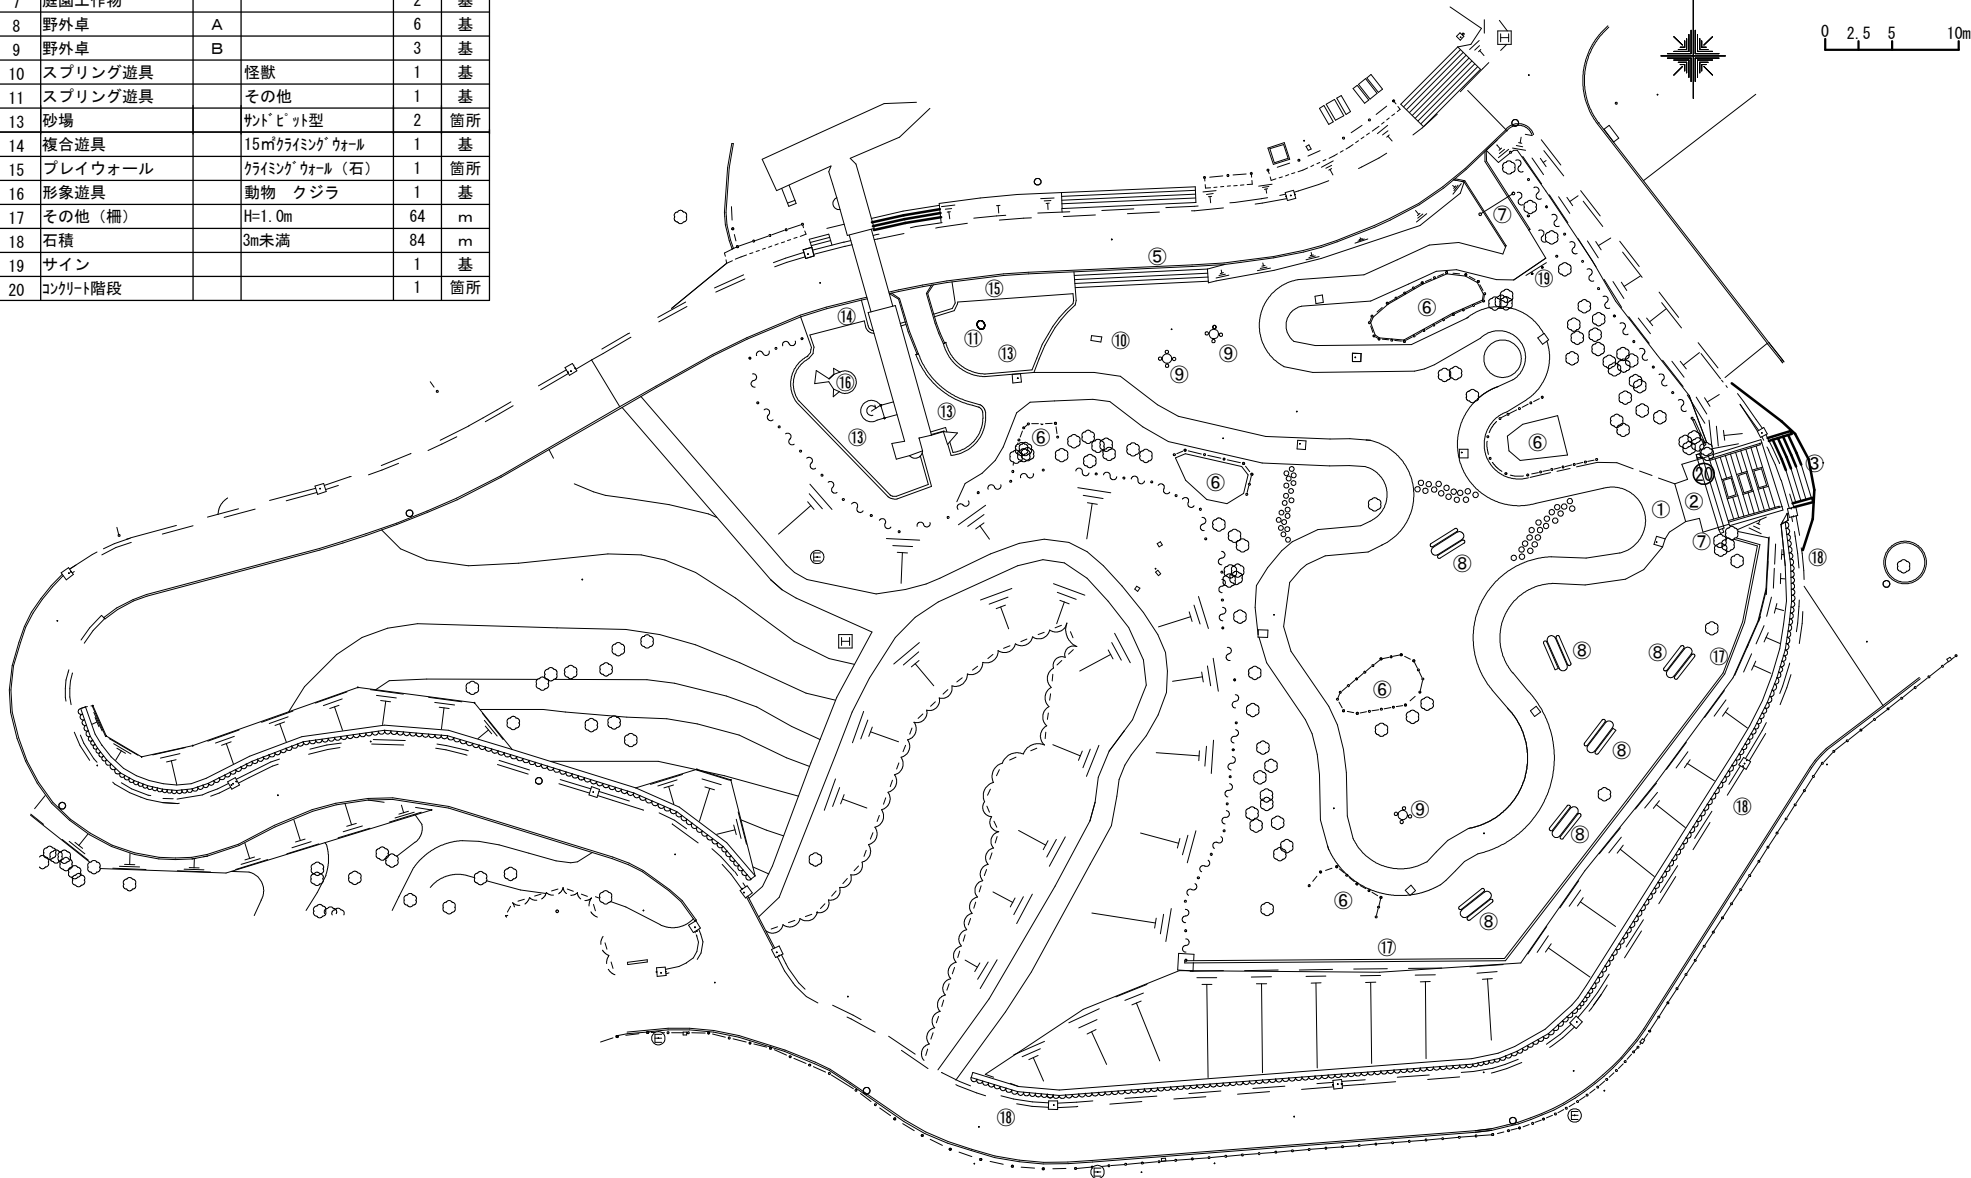 7 庭園工作物 2 基
8 野外卓 A 6 基
9 野外卓 B 3 基
10 スプリング遊具 怪獣 1 基
11 スプリング遊具 その他 1 基
13 砂場 ｻﾝﾄﾞﾋﾟｯﾄ型 2 箇所
14 複合遊具 15㎡ｸﾗｲﾐﾝｸﾞｳｫｰﾙ 1 基
15 プレイウォール ｸﾗｲﾐﾝｸﾞｳｫｰﾙ（石） 1 箇所
16 形象遊具 動物 クジラ 1 基
17 その他（柵） H=1.0m 64 m
18 石積 3m未満 84 m
19 サイン 1 基
20 ｺﾝｸﾘｰﾄ階段 1 箇所
0 2.5 5 10m
H
⑦
⑤
⑲
⑮
⑥
⑭
⑪
⑬
⑩
⑨
⑨
⑯
⑬
⑬
⑥
⑥
⑥
③
⑳
①
②
⑦
⑱
E
⑧
H
⑧
⑧
⑰
⑥
⑧
⑨
⑱
⑧
⑥
⑧
⑰
E
⑱
E
E